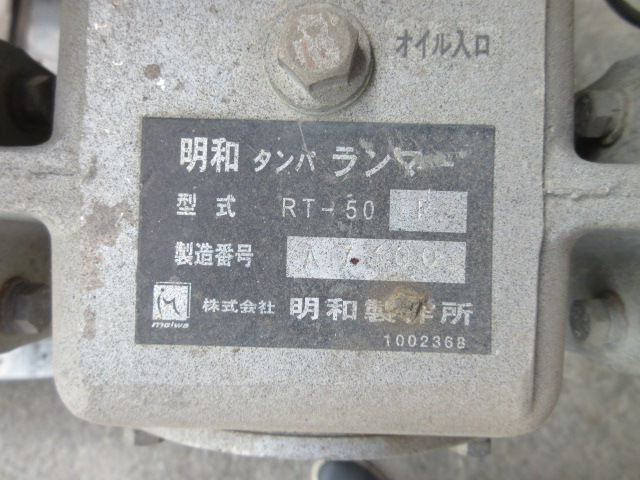 オイル入口
明和 タンパ ランマー
型式 RT-50
製造番号
meiwa 株式会社 明和製作所
1002368